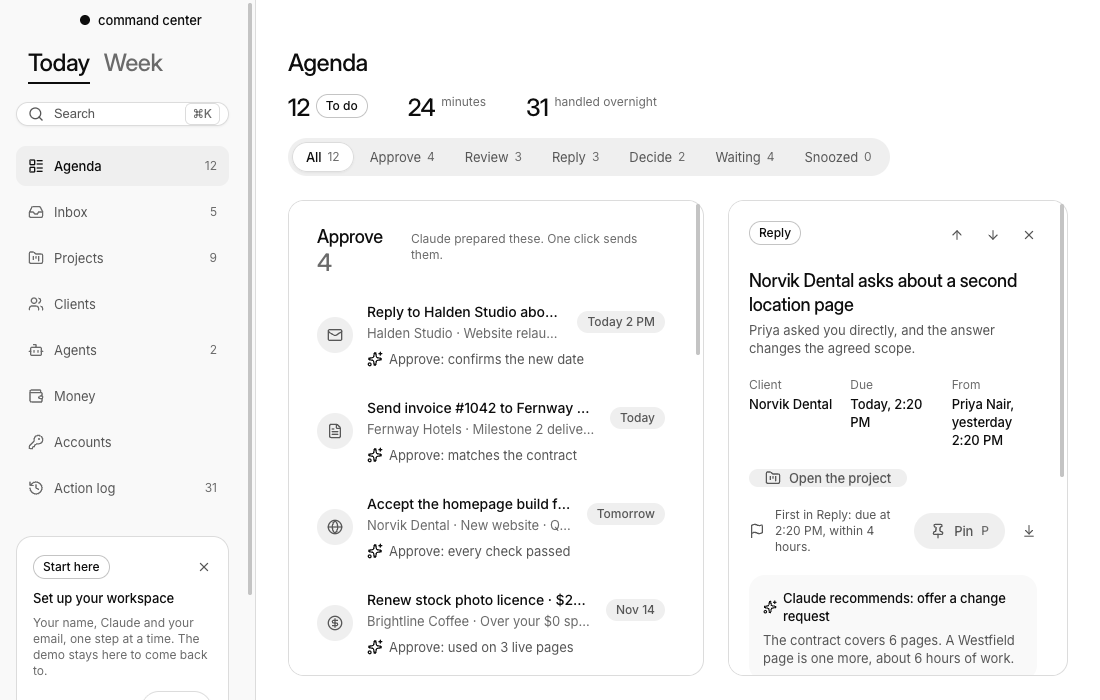 command center
Today Week
Search ⌘K
Agenda 12
Inbox 5
Projects 9
Clients
Agents 2
Money
Accounts
Action log 31
Start here
Set up your workspace
Your name, Claude and your
email, one step at a time. The
demo stays here to come back
to.
Agenda
12 To do 24 minutes 31 handled overnight
All 12 Approve 4 Review 3 Reply 3 Decide 2 Waiting 4 Snoozed 0
Approve
4
Claude prepared these. One click sends
them.
Reply to Halden Studio abo…
Halden Studio · Website relau…
Today 2 PM
Approve: confirms the new date
Send invoice #1042 to Fernway …
Fernway Hotels · Milestone 2 delive…
Today
Approve: matches the contract
Accept the homepage build f…
Norvik Dental · New website · Q…
Tomorrow
Approve: every check passed
Renew stock photo licence · $2…
Brightline Coffee · Over your $0 sp…
Nov 14
Approve: used on 3 live pages
Reply
Norvik Dental asks about a second
location page
Priya asked you directly, and the answer
changes the agreed scope.
Client
Norvik Dental
Due
Today, 2:20
PM
From
Priya Nair,
yesterday
2:20 PM
Open the project
First in Reply: due at
2:20 PM, within 4
hours.
Pin P
Claude recommends: offer a change
request
The contract covers 6 pages. A Westfield
page is one more, about 6 hours of work.